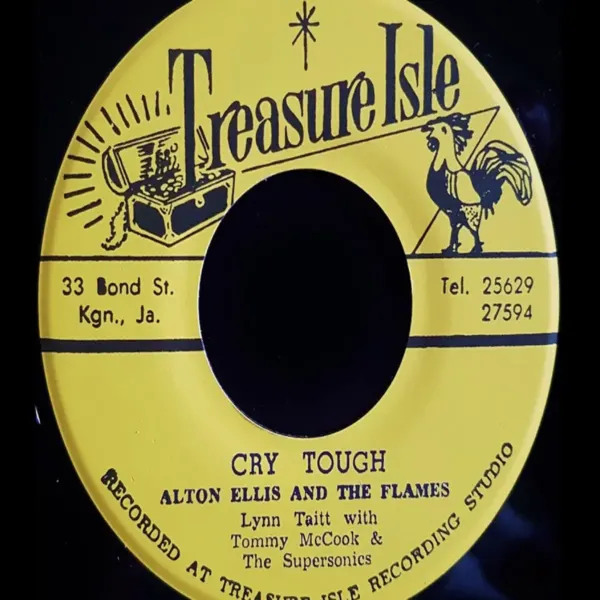 Treasure Isle
33 Bond St.
Kgn., Ja.
Tel. 25629
27594
CRY TOUGH
ALTON ELLIS AND THE FLAMES
Lynn Taitt with
Tommy McCook &
The Supersonics
RECORDED AT TREASURE ISLE RECORDING STUDIO